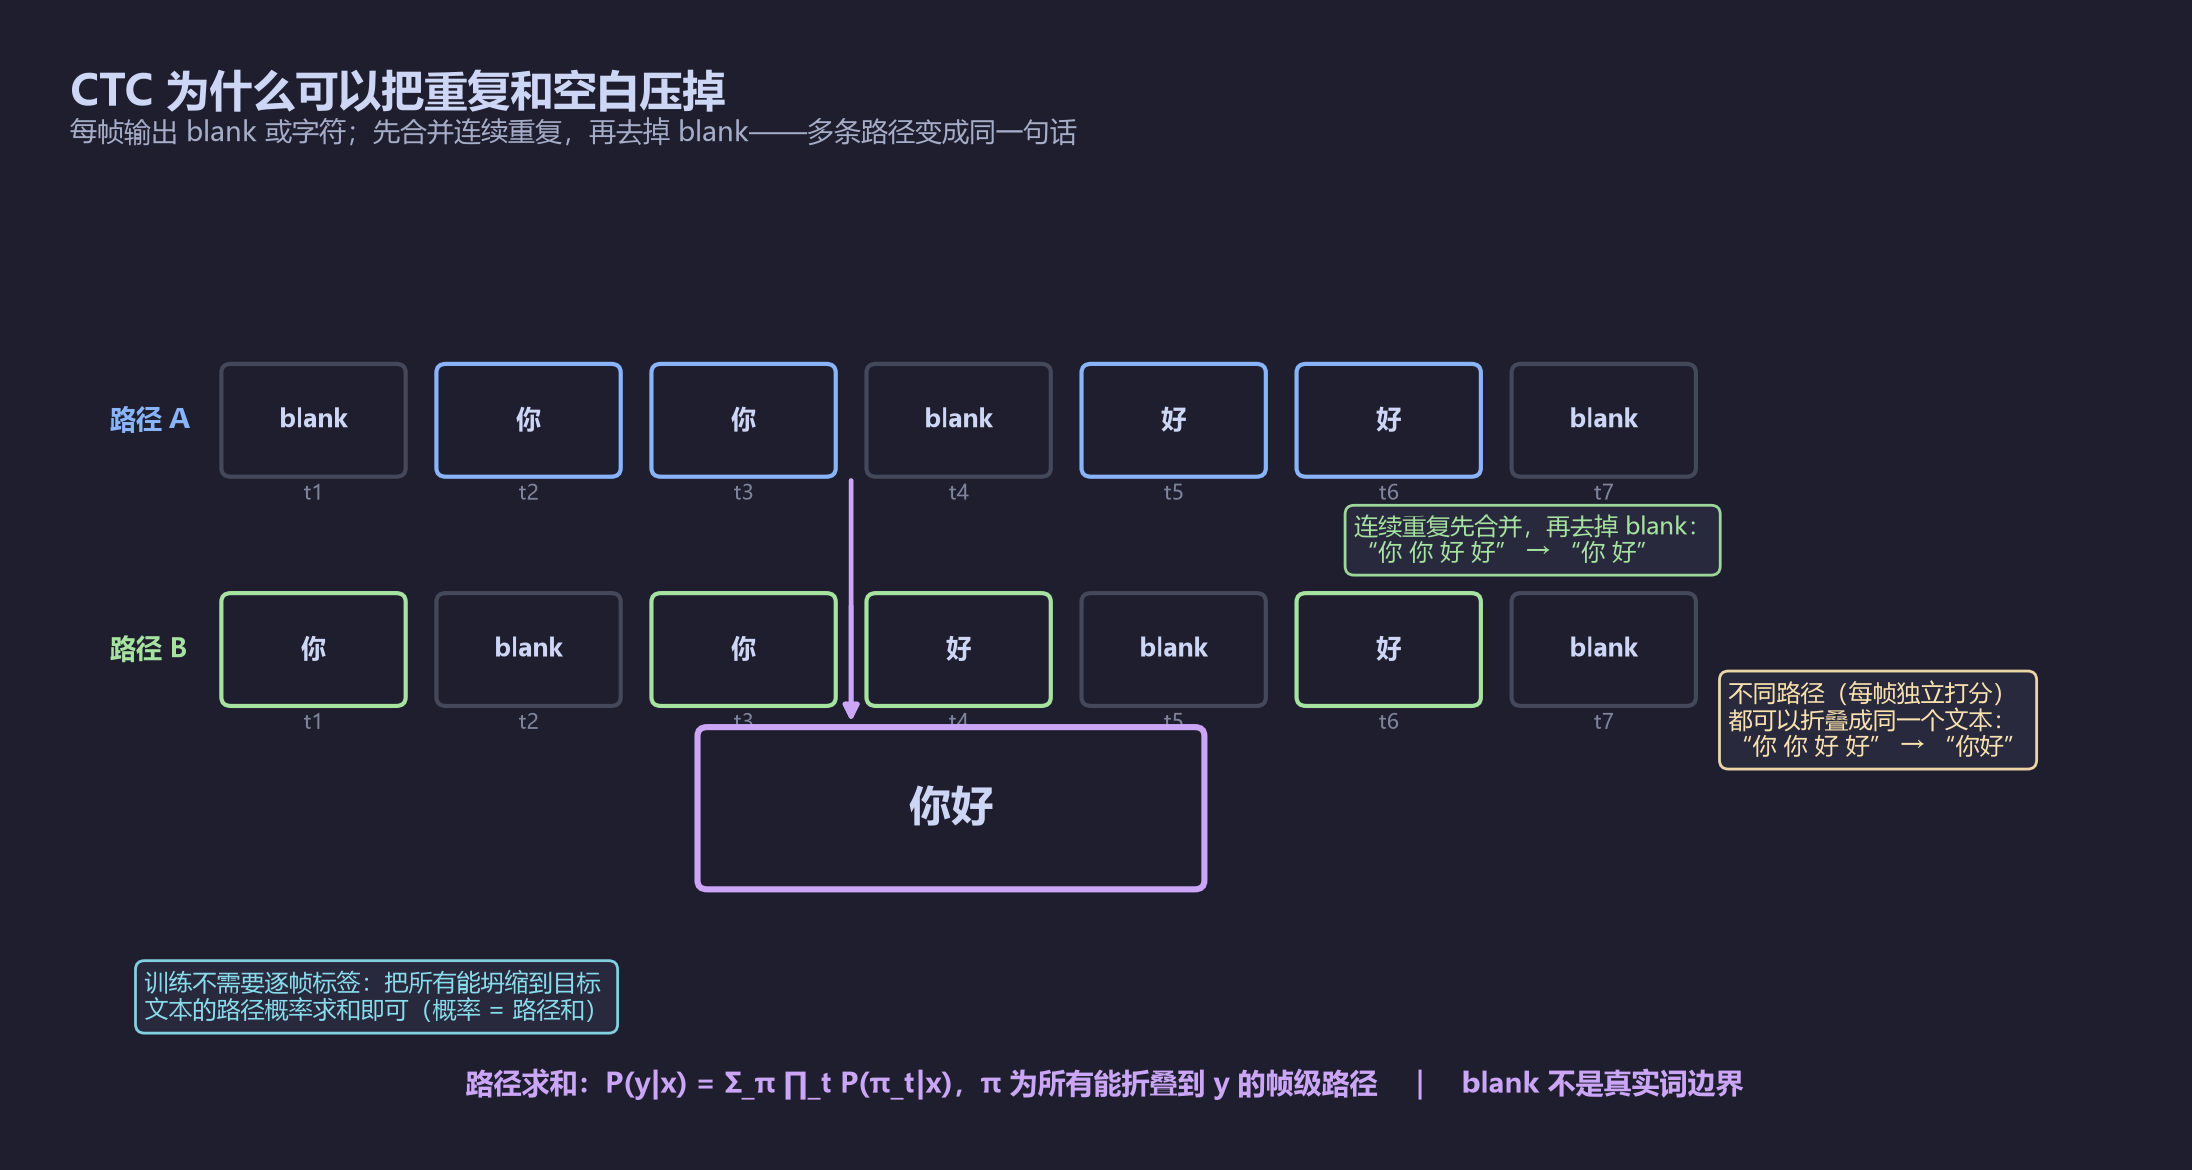 CTC 为什么可以把重复和空白压掉
每帧输出 blank 或字符；先合并连续重复，再去掉 blank——多条路径变成同一句话
路径 A
blank
你
你
blank
好
好
blank
t1
t2
t3
t4
t5
t6
t7
连续重复先合并，再去掉 blank：
“你 你 好 好” → “你 好”
路径 B
你
blank
你
好
blank
好
blank
t1
t2
t3
t4
t5
t6
t7
不同路径（每帧独立打分）
都可以折叠成同一个文本：
“你 你 好 好” → “你好”
你好
训练不需要逐帧标签：把所有能坍缩到目标
文本的路径概率求和即可（概率 = 路径和）
路径求和：P(y|x) = Σ_π ∏_t P(π_t|x)，π 为所有能折叠到 y 的帧级路径 | blank 不是真实词边界